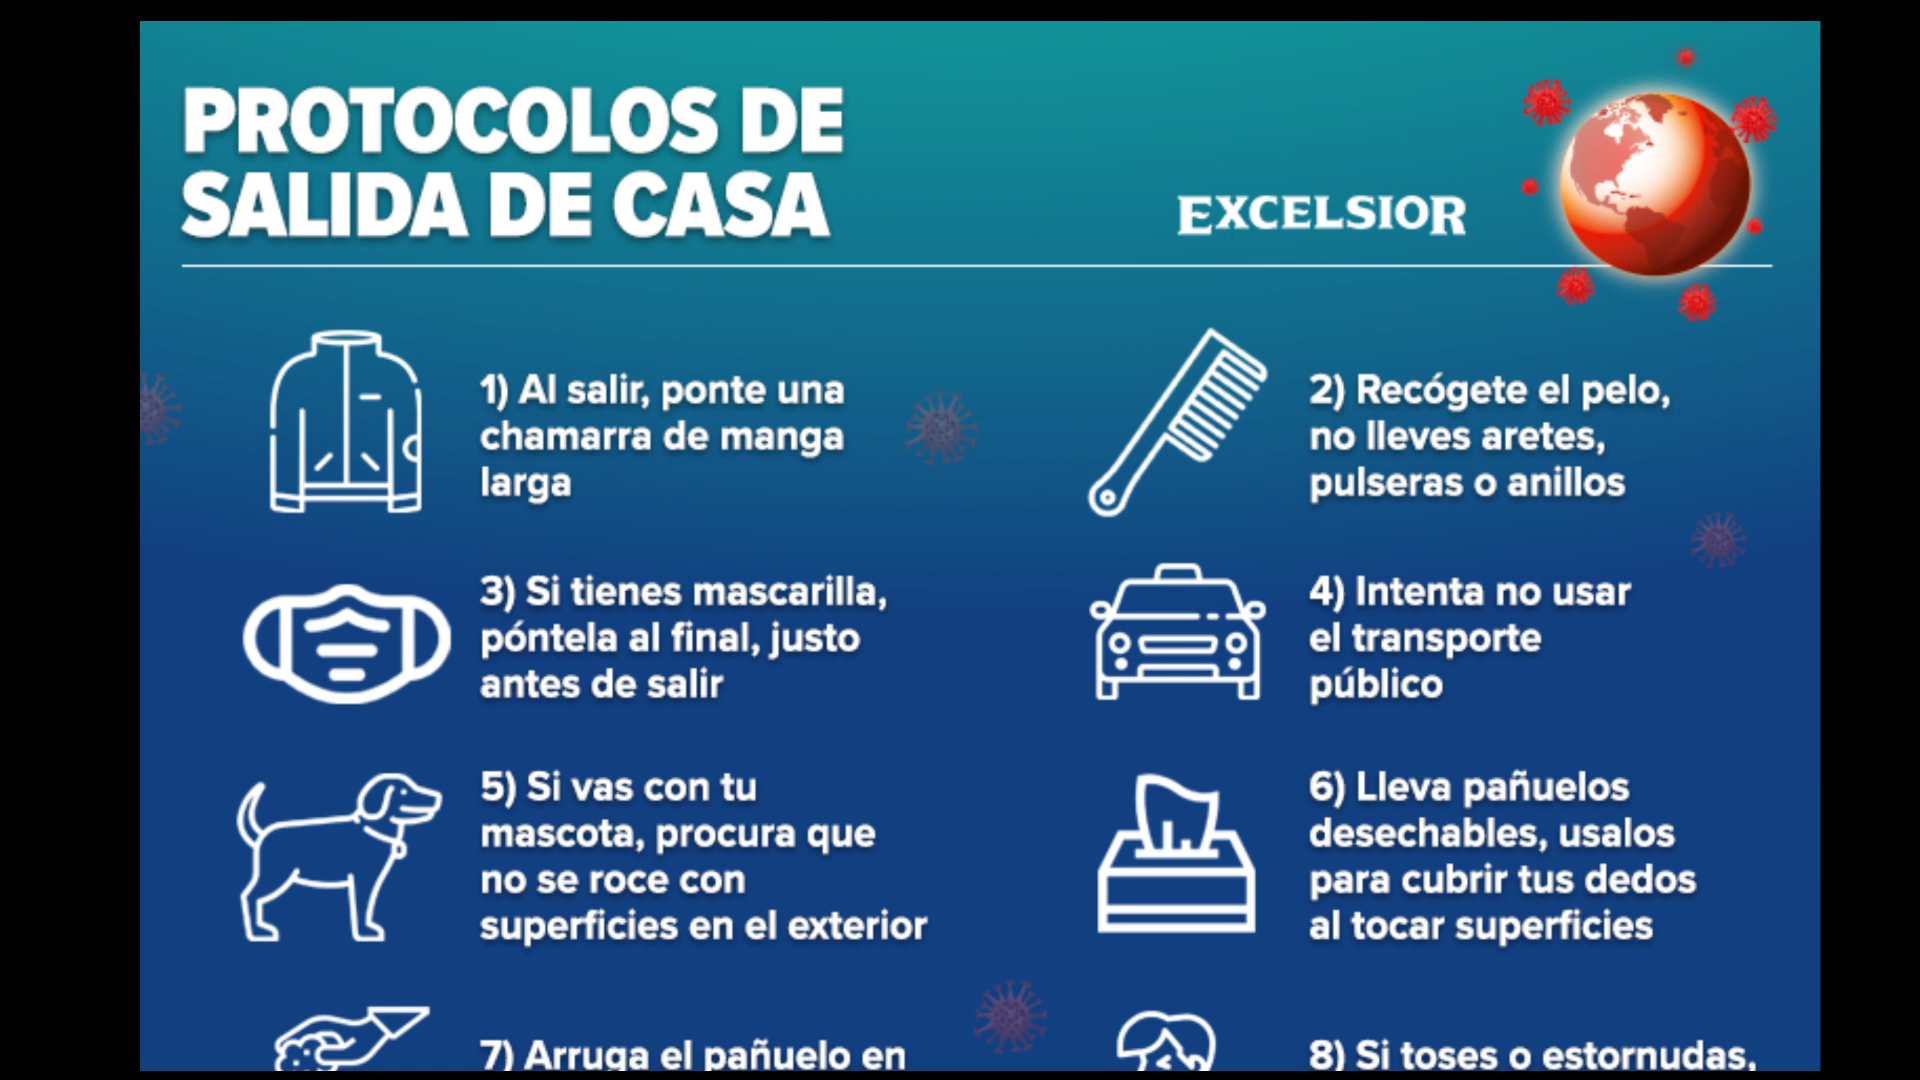 PROTOCOLOS DE
SALIDA DE CASA
EXCELSIOR
1) Al salir, ponte una
chamarra de manga
larga
2) Recógete el pelo,
no lleves aretes,
pulseras o anillos
3) Si tienes mascarilla,
póntela al final, justo
antes de salir
4) Intenta no usar
el transporte
público
5) Si vas con tu
mascota, procura que
no se roce con
superficies en el exterior
6) Lleva pañuelos
desechables, usalos
para cubrir tus dedos
al tocar superficies
7) Arruga el pañuelo en
8) Si toses o estornudas,